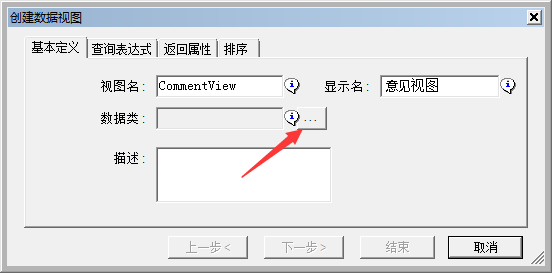 创建数据视图
基本定义 查询表达式 返回属性 排序
视图名: CommentView 显示名: 意见视图
数据类: ...
描述:
上一步< 下一步> 结束 取消